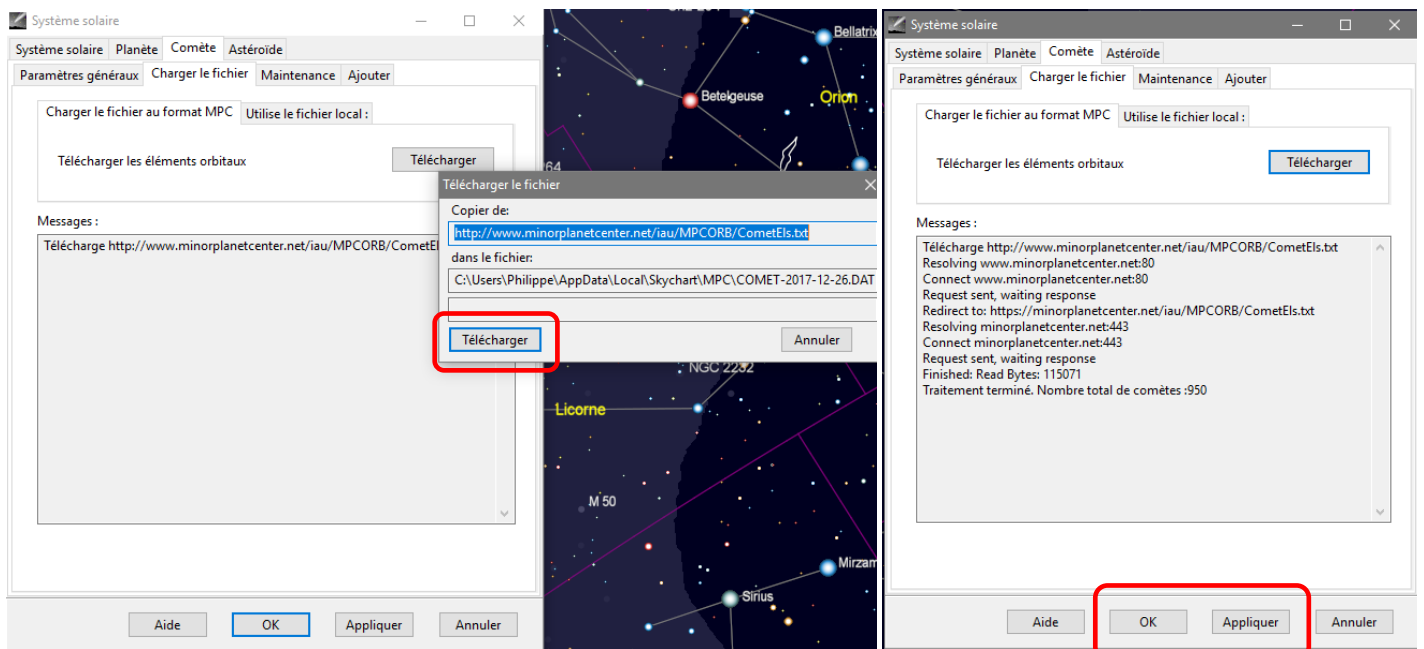 Système solaire
Système solaire Planète Comète Astéroïde
Paramètres généraux Charger le fichier Maintenance Ajouter
Charger le fichier au format MPC Utilise le fichier local :
Télécharger les éléments orbitaux Télécharger
Messages :
Télécharge http://www.minorplanetcenter.net/iau/MPCORB/CometEl
Aide OK Appliquer Annuler
Bellatrix
Betelgeuse
Orion
Télécharger le fichier
Copier de:
http://www.minorplanetcenter.net/iau/MPCORB/CometEls.txt
dans le fichier:
C:\Users\Philippe\AppData\Local\Skychart\MPC\COMET-2017-12-26.DAT
Télécharger Annuler
NGC 2232
Licorne
M 50
Mirzam
Sirius
Système solaire
Système solaire Planète Comète Astéroïde
Paramètres généraux Charger le fichier Maintenance Ajouter
Charger le fichier au format MPC Utilise le fichier local :
Télécharger les éléments orbitaux Télécharger
Messages :
Télécharge http://www.minorplanetcenter.net/iau/MPCORB/CometEls.txt
Resolving www.minorplanetcenter.net:80
Connect www.minorplanetcenter.net:80
Request sent, waiting response
Redirect to: https://minorplanetcenter.net/iau/MPCORB/CometEls.txt
Resolving minorplanetcenter.net:443
Connect minorplanetcenter.net:443
Request sent, waiting response
Finished: Read Bytes: 115071
Traitement terminé. Nombre total de comètes :950
Aide OK Appliquer Annuler